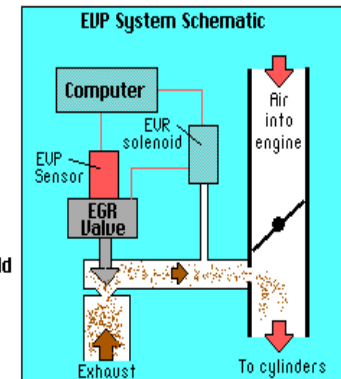 EVP System Schematic
Computer
EVR
solenoid
Air
into
engine
EVP
Sensor
EGR
Valve
ld
Exhaust
To cylinders